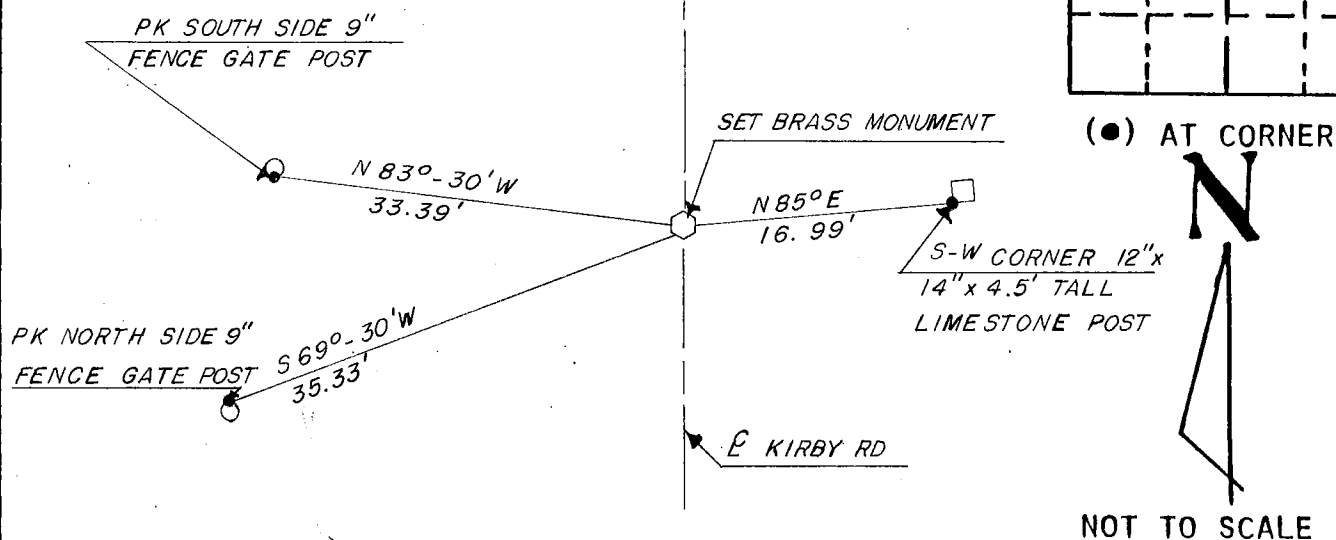 PK SOUTH SIDE 9"
FENCE GATE POST
SET BRASS MONUMENT
(●) AT CORNER
N 83°-30' W
33.39'
N 85° E
16.99'
N
S-W CORNER 12"x
14"x 4.5' TALL
LIMESTONE POST
PK NORTH SIDE 9"
FENCE GATE POST
S 69°-30' W
35.33'
℄ KIRBY RD
NOT TO SCALE